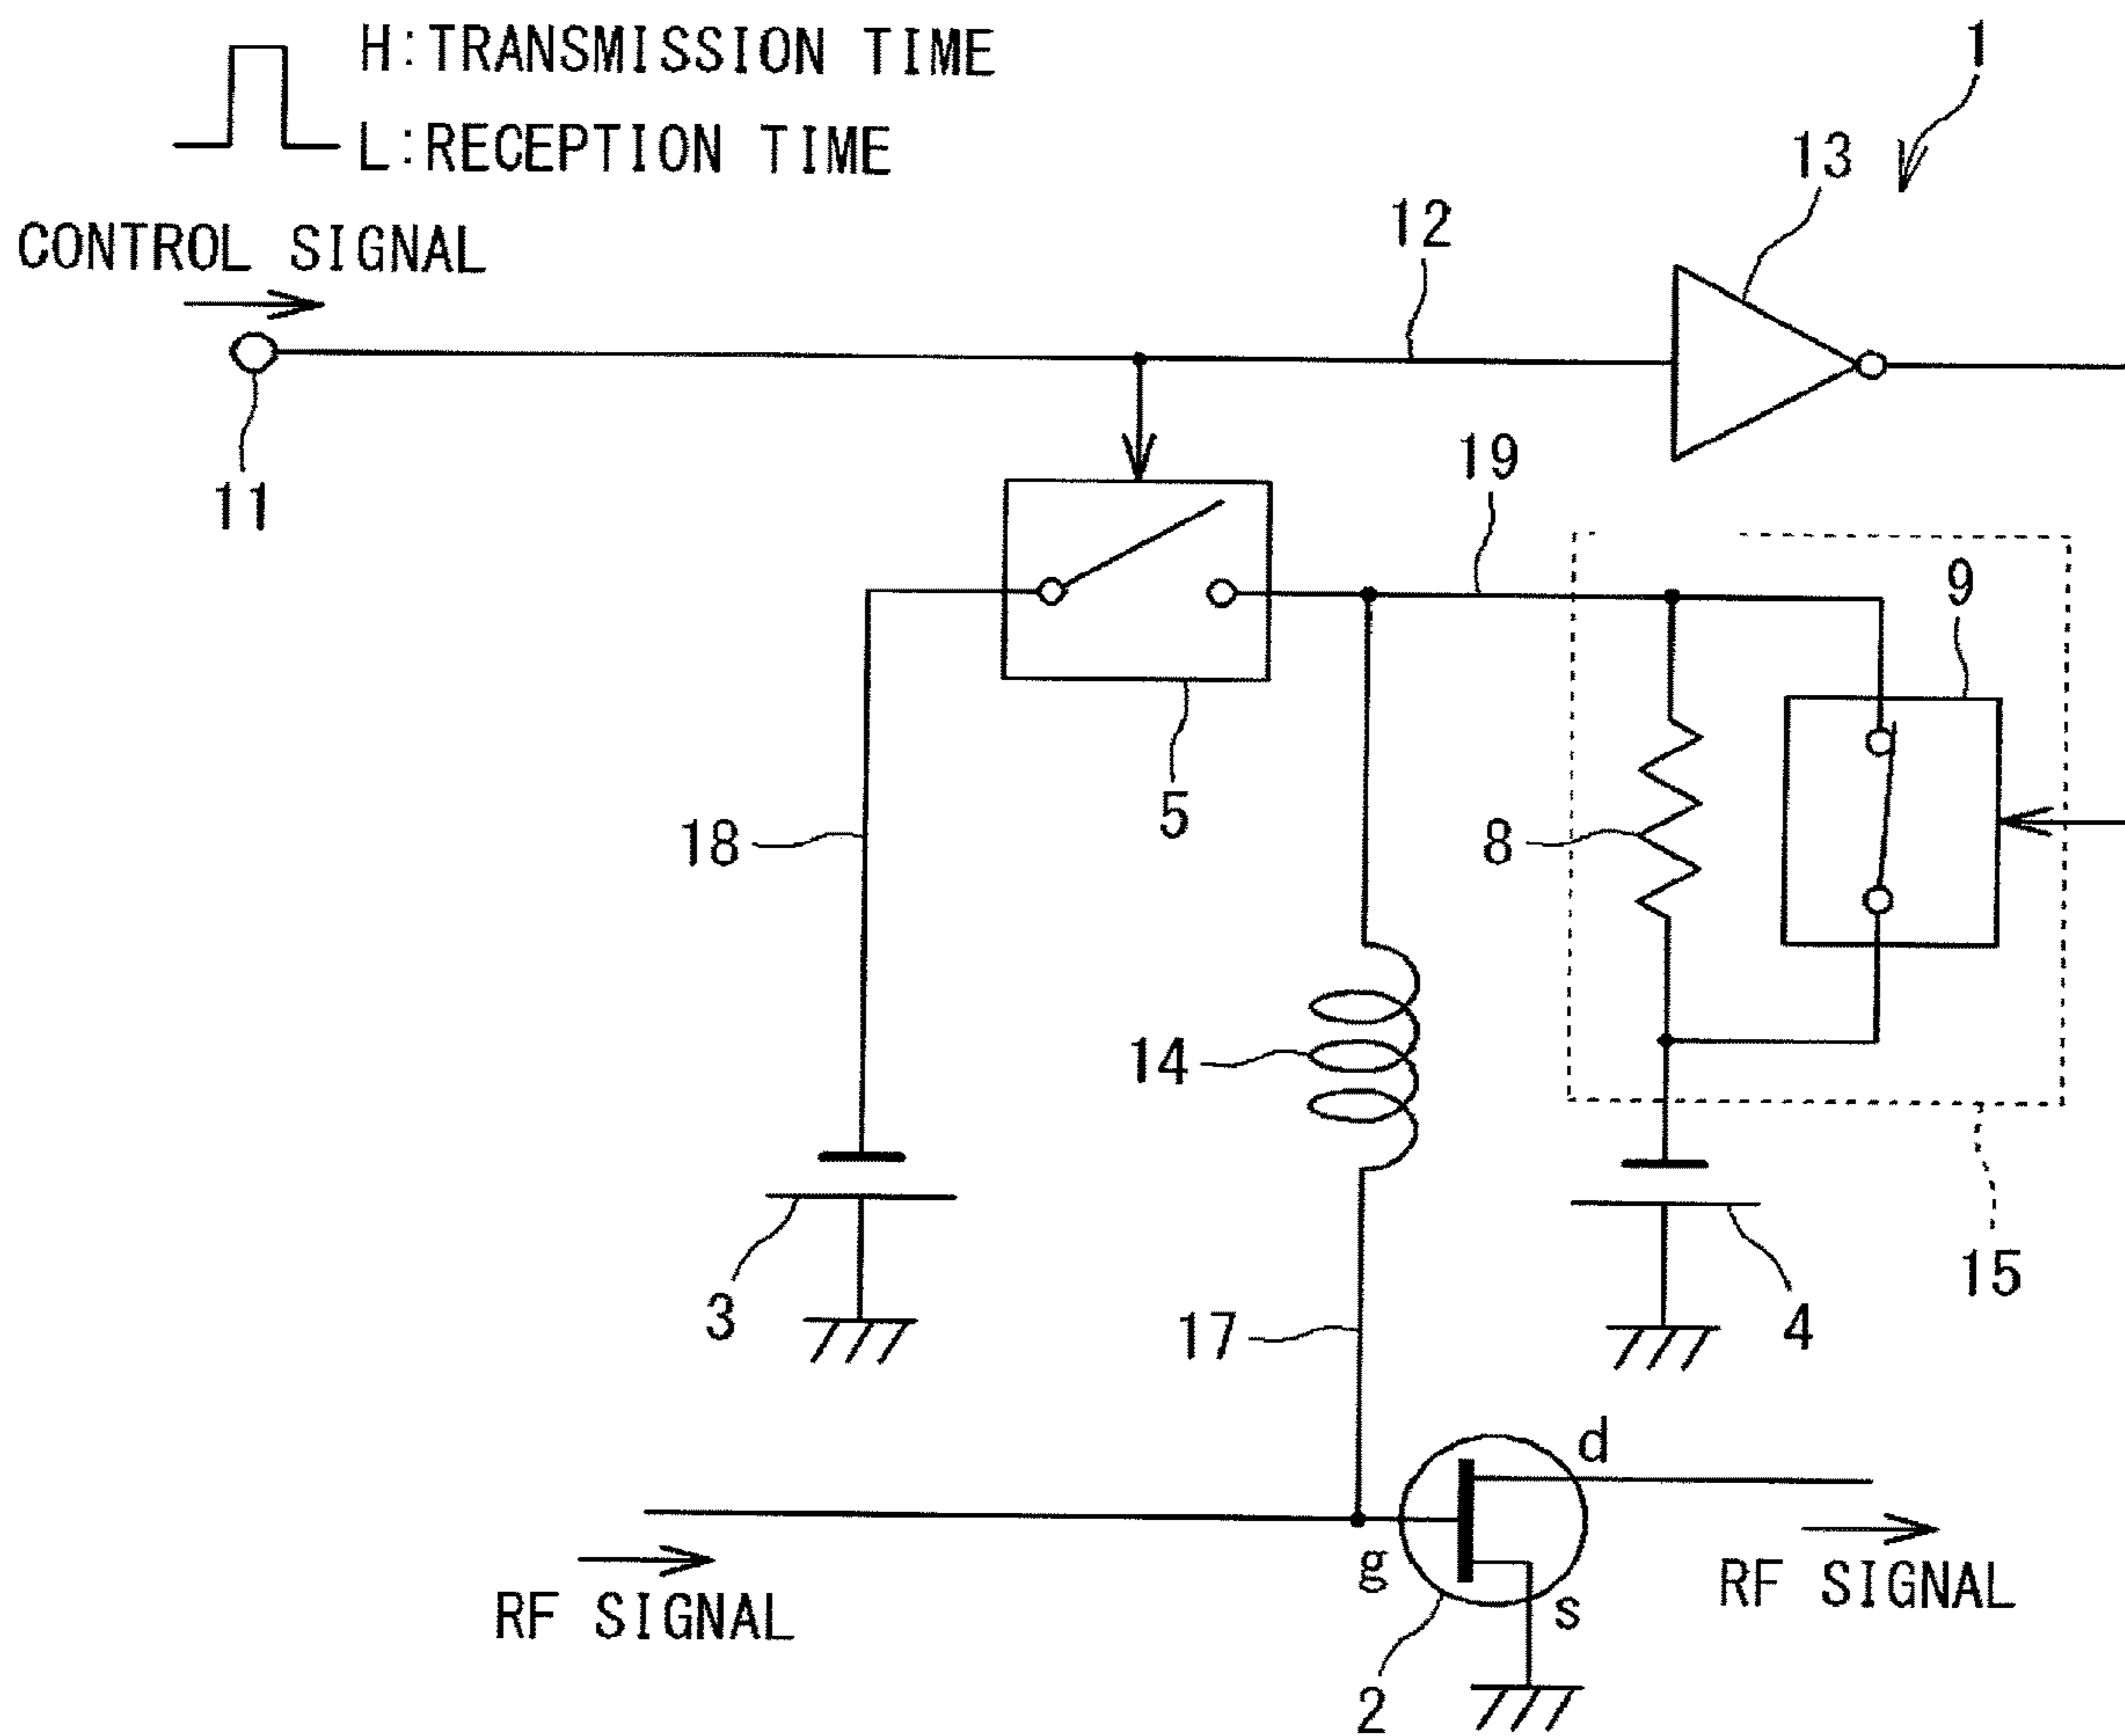 H:TRANSMISSION TIME
L:RECEPTION TIME
CONTROL SIGNAL
1
13
12
11
19
9
5
18
8
14
15
3
4
17
d
g
s
RF SIGNAL
RF SIGNAL
2